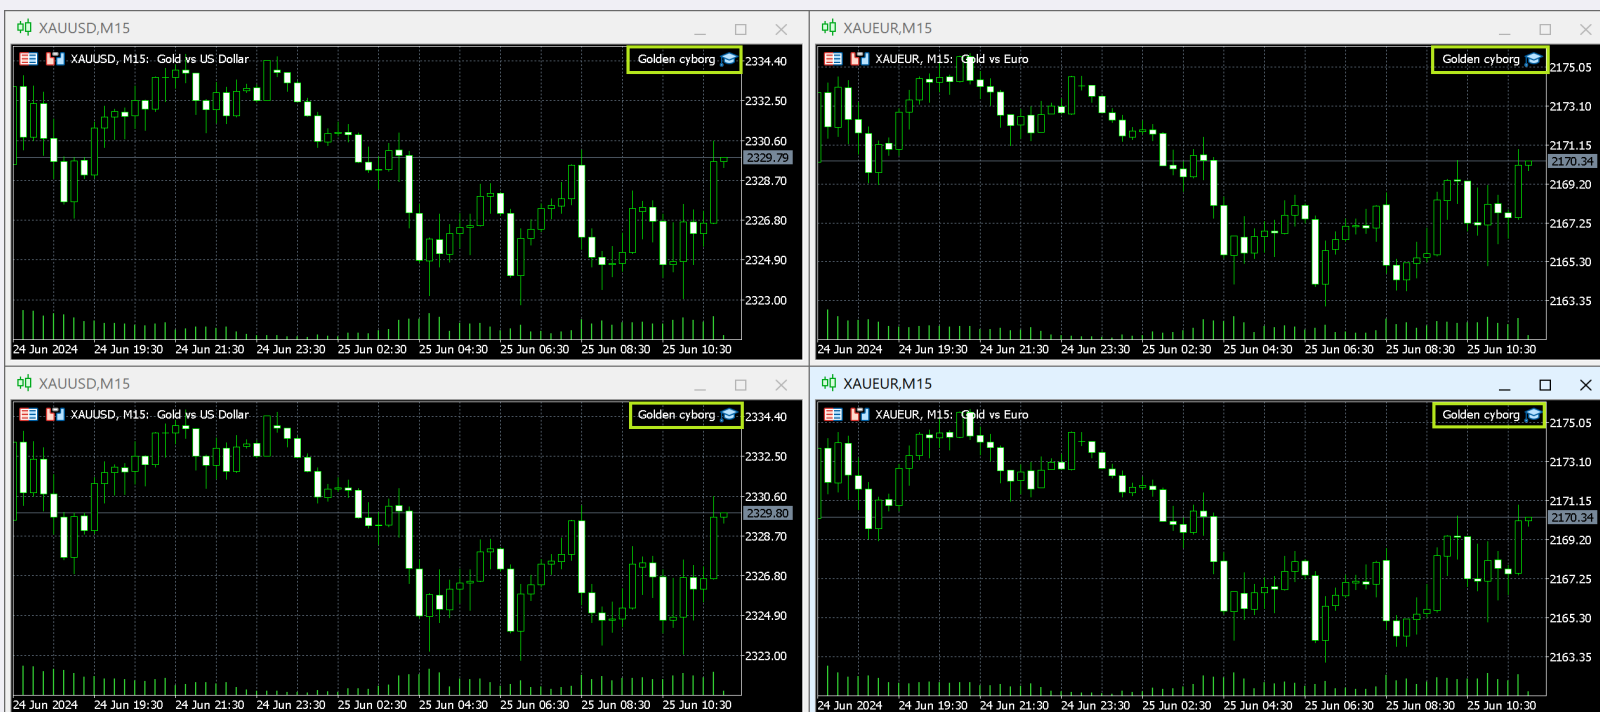 XAUUSD,M15
XAUUSD, M15: Gold vs US Dollar
Golden cyborg
2334.40
2332.50
2330.60
2329.79
2328.70
2326.80
2324.90
2323.00
24 Jun 2024 24 Jun 19:30 24 Jun 21:30 24 Jun 23:30 25 Jun 02:30 25 Jun 04:30 25 Jun 06:30 25 Jun 08:30 25 Jun 10:30
XAUEUR,M15
XAUEUR, M15: Gold vs Euro
Golden cyborg
2175.05
2173.10
2171.15
2170.34
2169.20
2167.25
2165.30
2163.35
24 Jun 2024 24 Jun 19:30 24 Jun 21:30 24 Jun 23:30 25 Jun 02:30 25 Jun 04:30 25 Jun 06:30 25 Jun 08:30 25 Jun 10:30
XAUUSD,M15
XAUUSD, M15: Gold vs US Dollar
Golden cyborg
2334.40
2332.50
2330.60
2329.80
2328.70
2326.80
2324.90
2323.00
24 Jun 2024 24 Jun 19:30 24 Jun 21:30 24 Jun 23:30 25 Jun 02:30 25 Jun 04:30 25 Jun 06:30 25 Jun 08:30 25 Jun 10:30
XAUEUR,M15
XAUEUR, M15: Gold vs Euro
Golden cyborg
2175.05
2173.10
2171.15
2170.34
2169.20
2167.25
2165.30
2163.35
24 Jun 2024 24 Jun 19:30 24 Jun 21:30 24 Jun 23:30 25 Jun 02:30 25 Jun 04:30 25 Jun 06:30 25 Jun 08:30 25 Jun 10:30